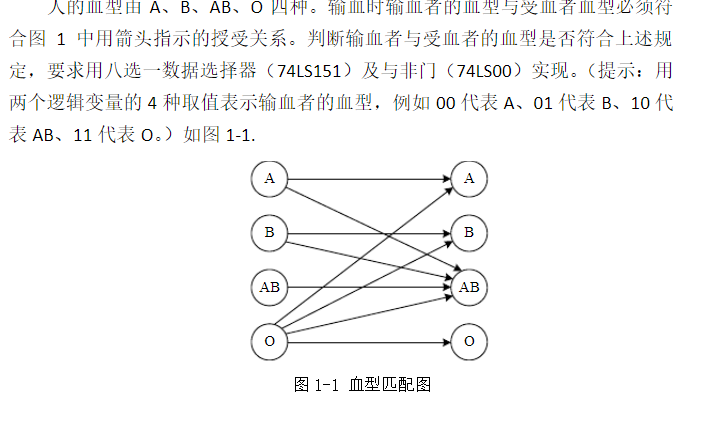 人的血型由 A、B、AB、O 四种。输血时输血者的血型与受血者血型必须符
合图 1 中用箭头指示的授受关系。判断输血者与受血者的血型是否符合上述规
定，要求用八选一数据选择器（74LS151）及与非门（74LS00）实现。（提示：用
两个逻辑变量的 4 种取值表示输血者的血型，例如 00 代表 A、01 代表 B、10 代
表 AB、11 代表 O。）如图 1-1.
A A
B B
AB AB
O O
图 1-1 血型匹配图